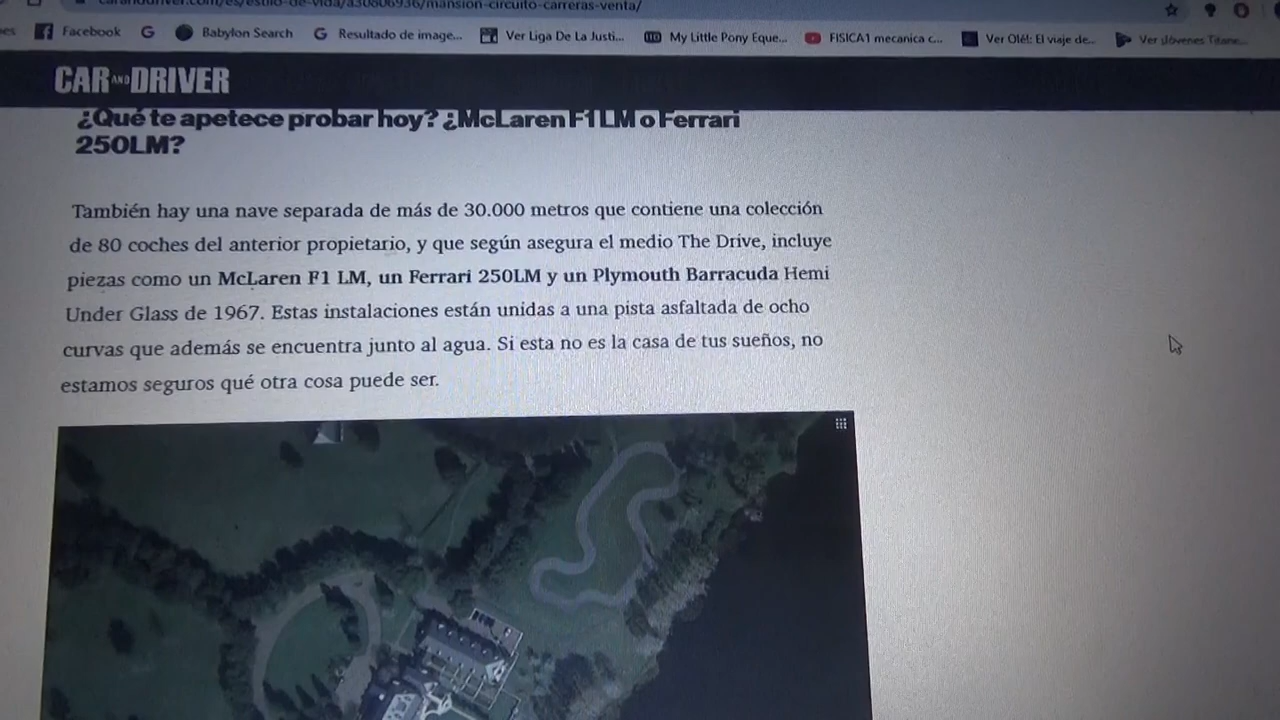 caranddriver.com/es/estilo-de-vida/a30806936/mansion-circuito-carreras-venta/
es Facebook Babylon Search Resultado de image... Ver Liga De La Justi... My Little Pony Eque... FISICA1 mecanica c... Ver Olé!: El viaje de... Ver ¡Jóvenes Titane...
CAR AND DRIVER
¿Qué te apetece probar hoy? ¿McLaren F1 LM o Ferrari
250LM?
También hay una nave separada de más de 30.000 metros que contiene una colección
de 80 coches del anterior propietario, y que según asegura el medio The Drive, incluye
piezas como un McLaren F1 LM, un Ferrari 250LM y un Plymouth Barracuda Hemi
Under Glass de 1967. Estas instalaciones están unidas a una pista asfaltada de ocho
curvas que además se encuentra junto al agua. Si esta no es la casa de tus sueños, no
estamos seguros qué otra cosa puede ser.